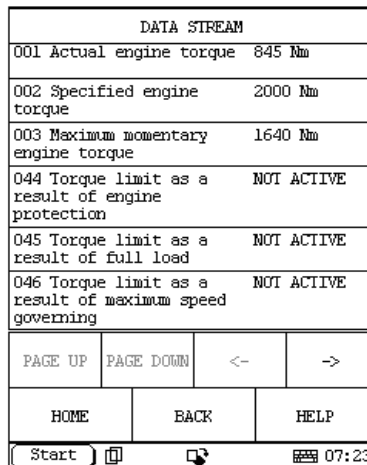 DATA STREAM
001 Actual engine torque 845 Nm
002 Specified engine 2000 Nm
torque
003 Maximum momentary 1640 Nm
engine torque
044 Torque limit as a NOT ACTIVE
result of engine
protection
045 Torque limit as a NOT ACTIVE
result of full load
046 Torque limit as a NOT ACTIVE
result of maximum speed
governing
PAGE UP PAGE DOWN <- ->
HOME BACK HELP
Start 07:23